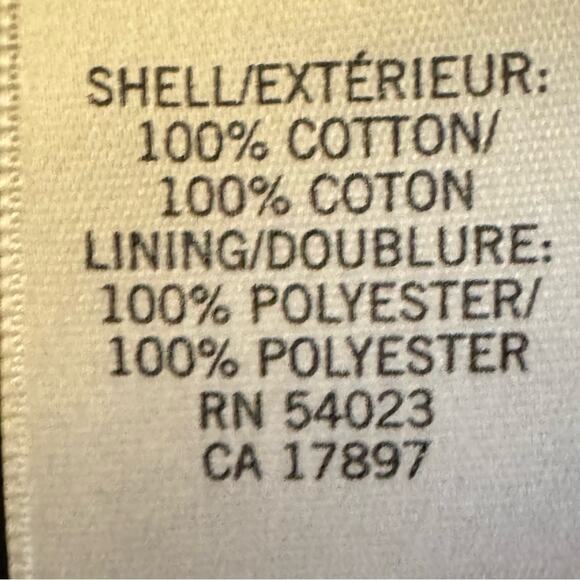 SHELL/EXTÉRIEUR:
100% COTTON/
100% COTON
LINING/DOUBLURE:
100% POLYESTER/
100% POLYESTER
RN 54023
CA 17897